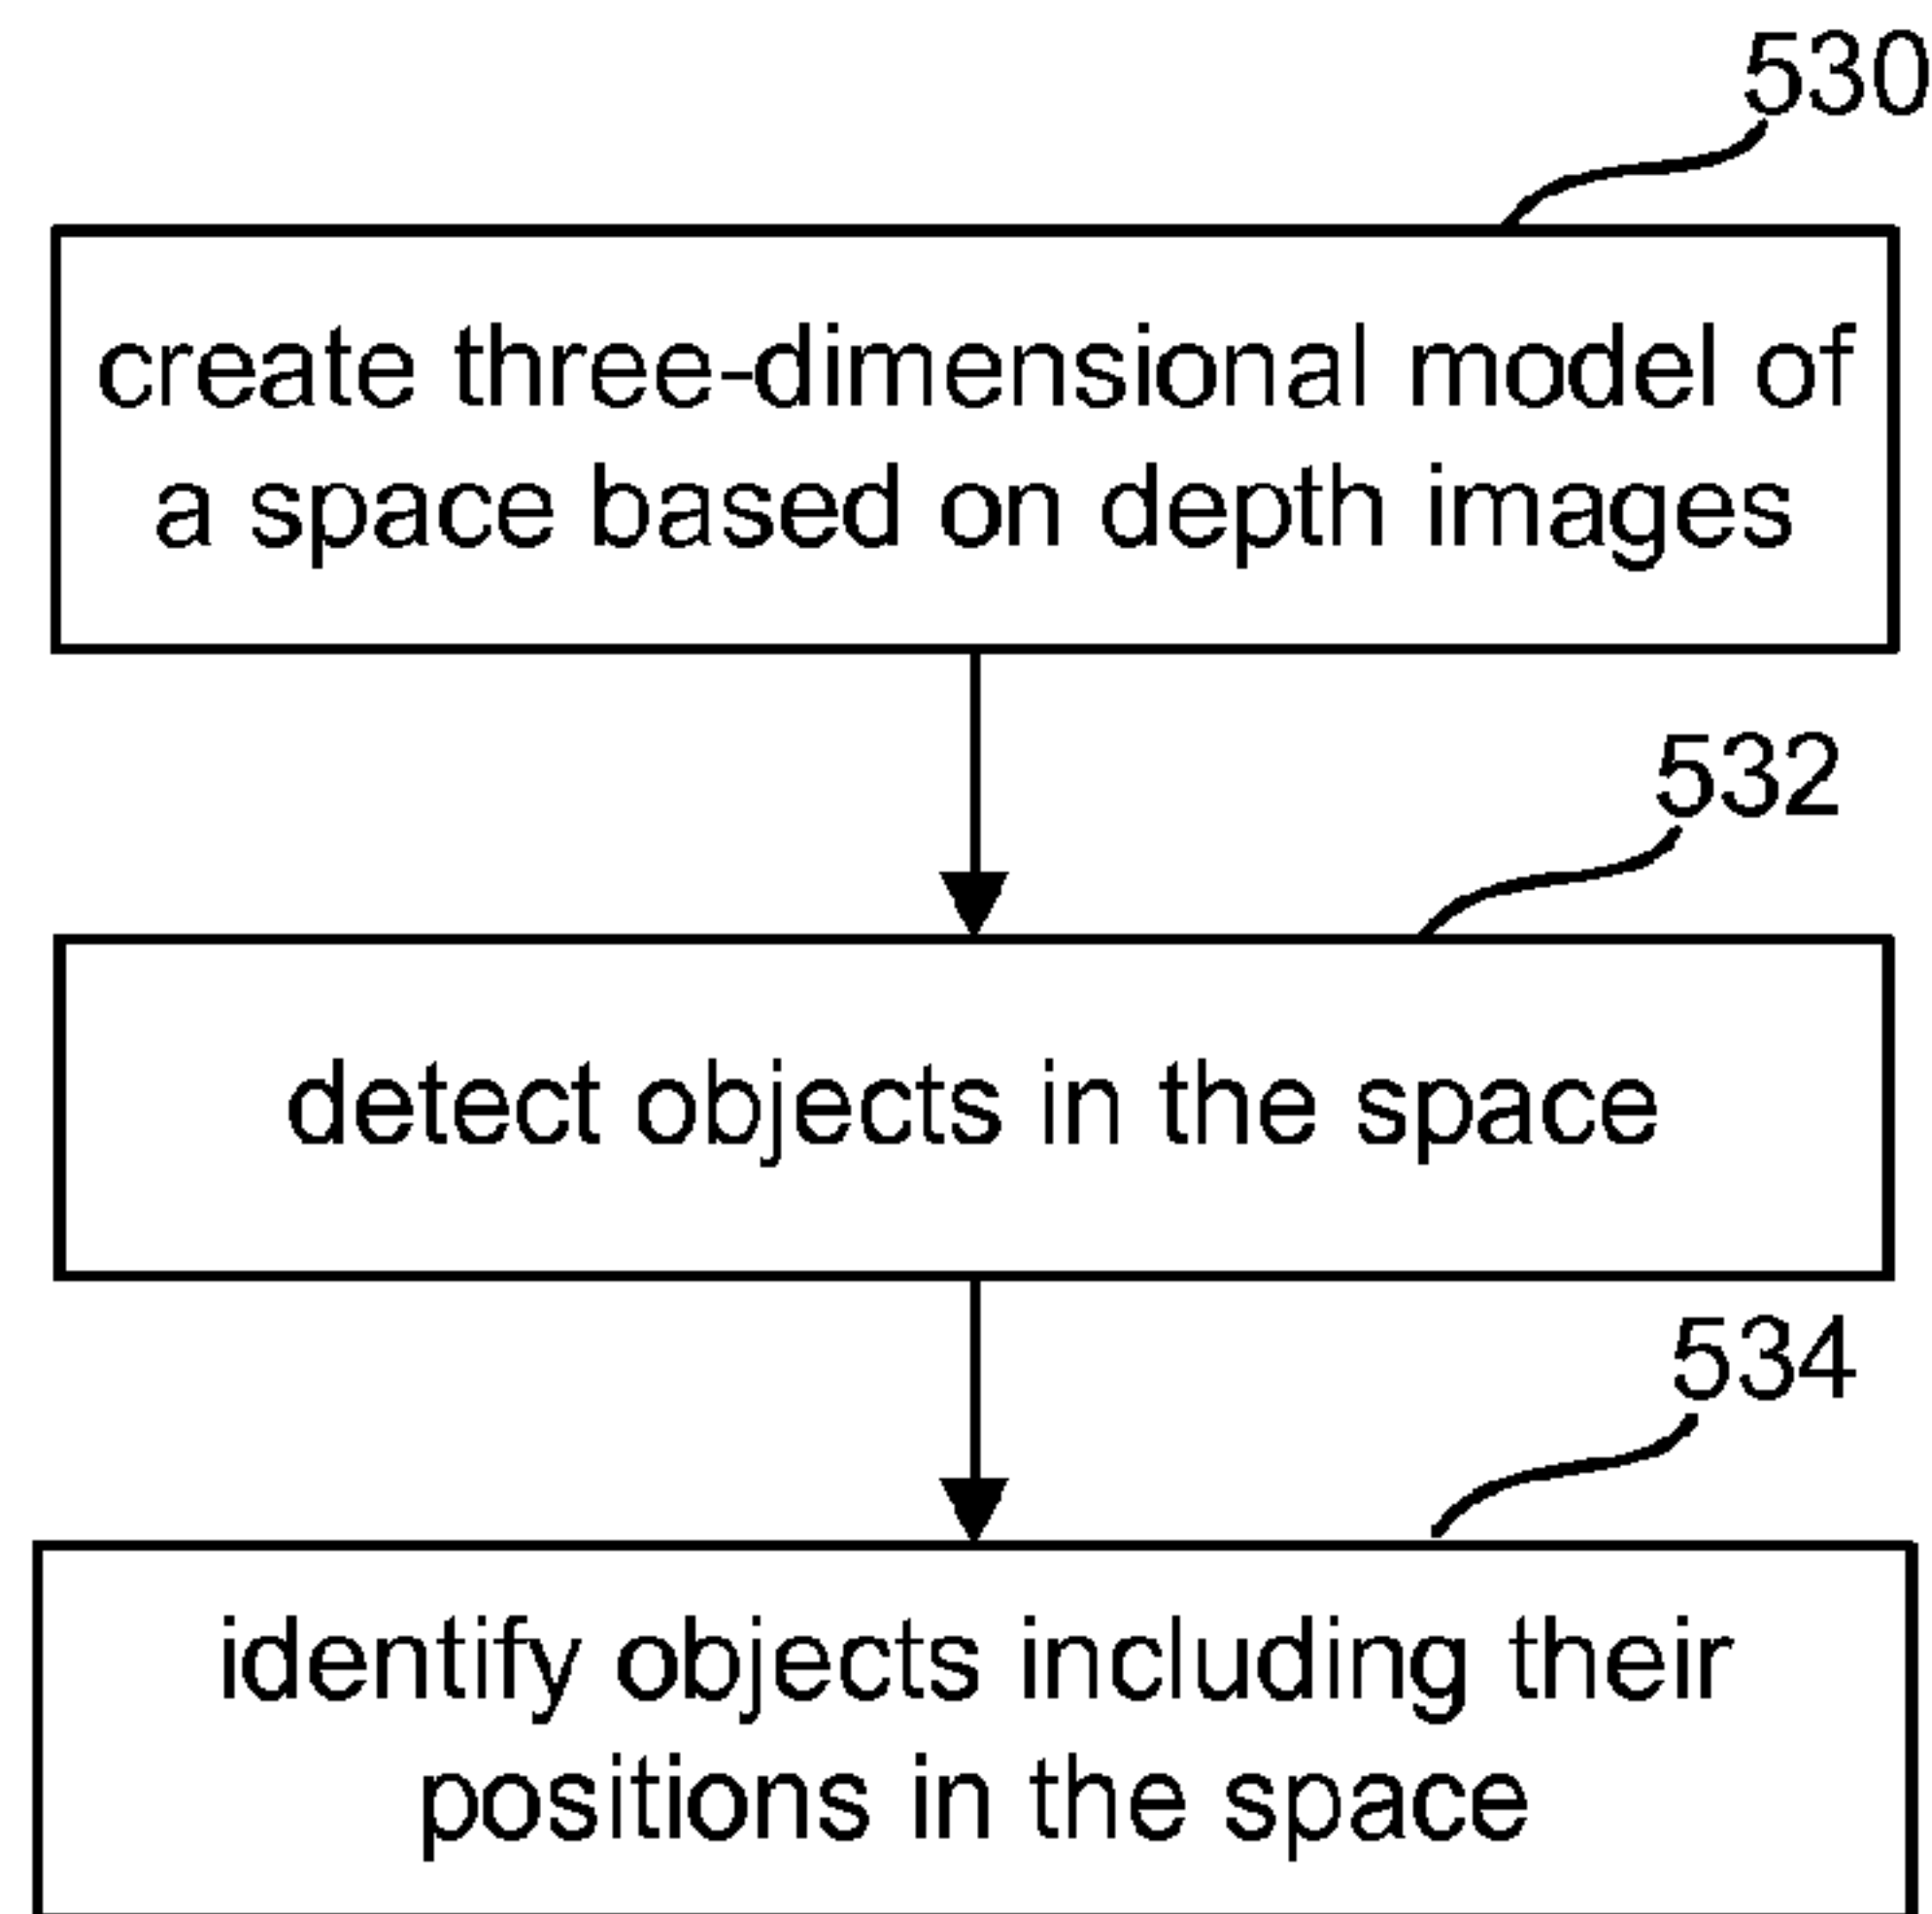 530
create three-dimensional model of
a space based on depth images
532
detect objects in the space
534
identify objects including their
positions in the space